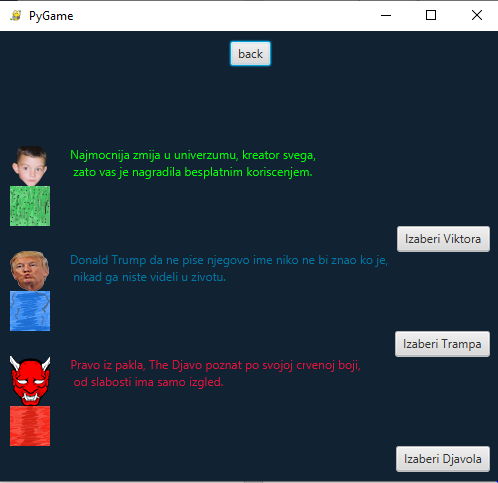 PyGame
back
Najmocnija zmija u univerzumu, kreator svega,
zato vas je nagradila besplatnim koriscenjem.
Izaberi Viktora
Donald Trump da ne pise njegovo ime niko ne bi znao ko je,
nikad ga niste videli u zivotu.
Izaberi Trampa
Pravo iz pakla, The Djavo poznat po svojoj crvenoj boji,
od slabosti ima samo izgled.
Izaberi Djavola